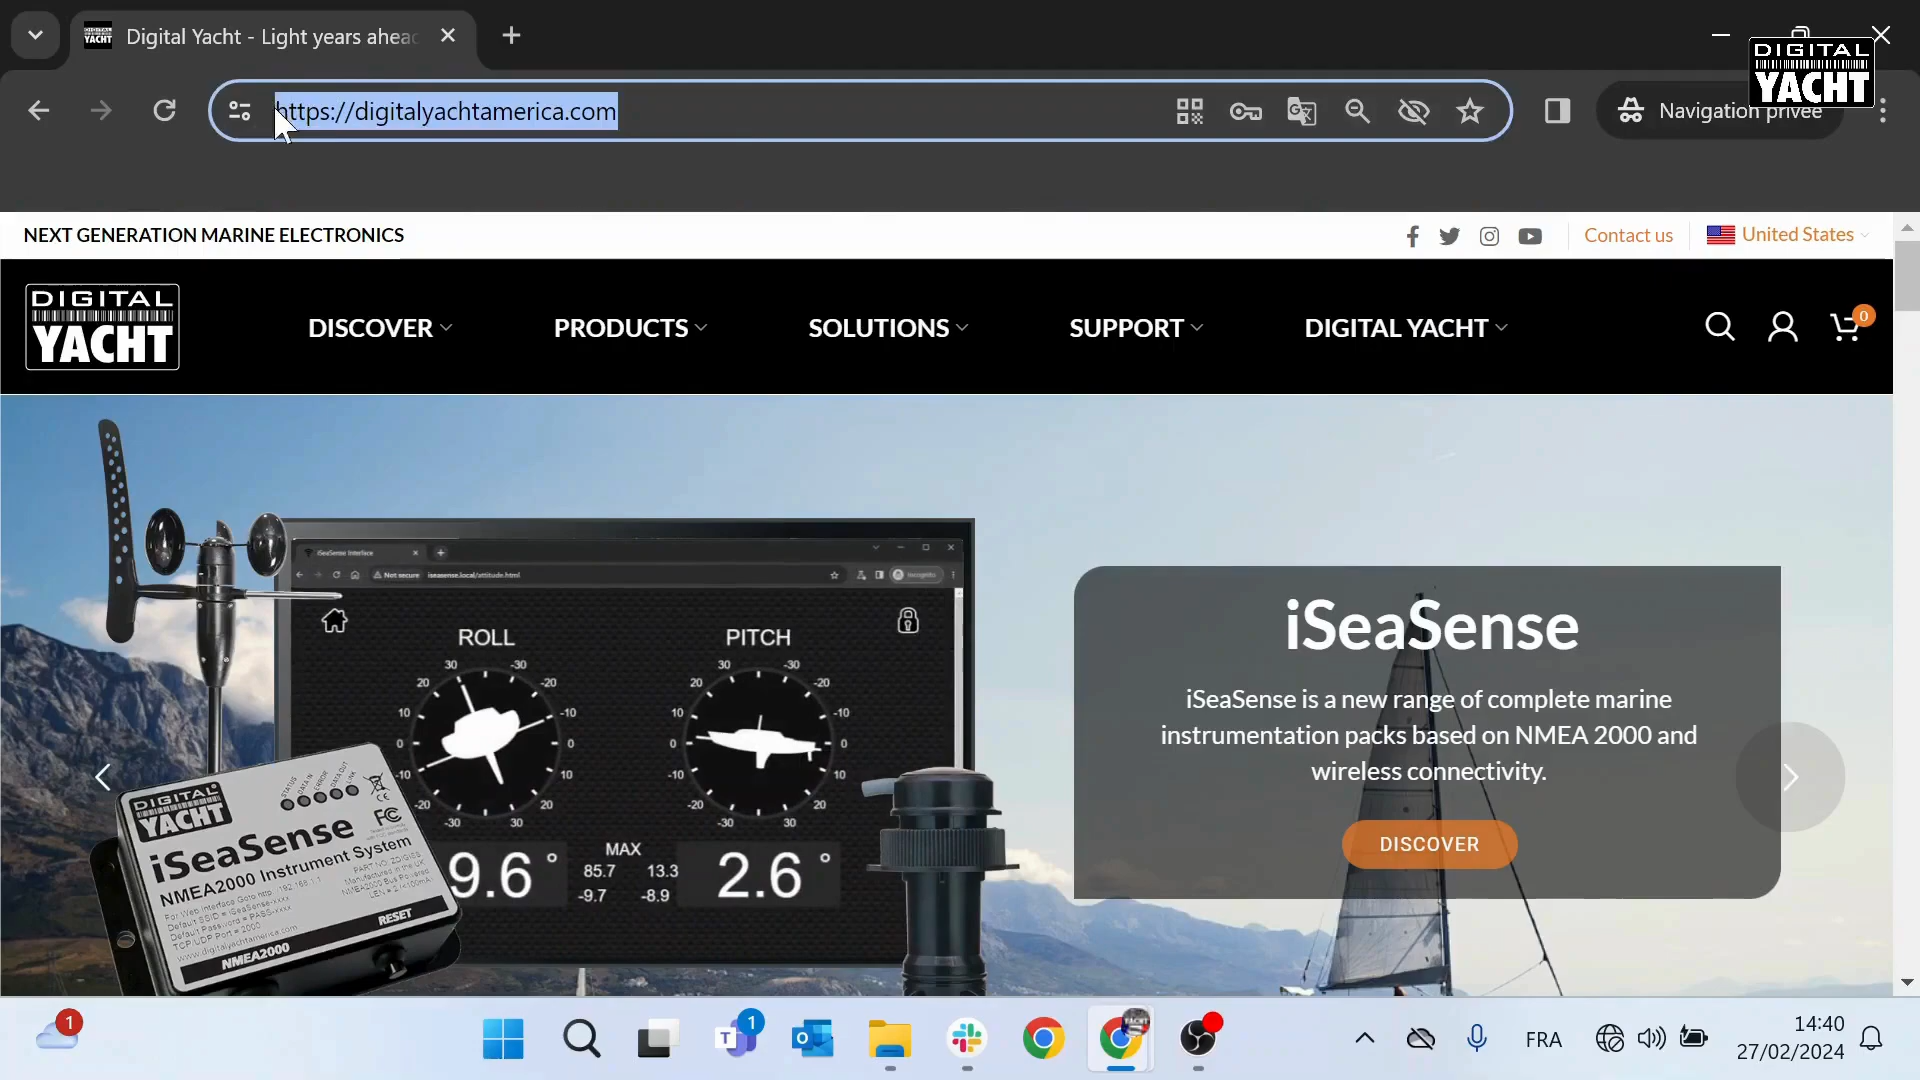 Digital Yacht - Light years ahead
DIGITAL
YACHT
https://digitalyachtamerica.com
Navigation privée
NEXT GENERATION MARINE ELECTRONICS
Contact us
United States
DIGITAL
YACHT
DISCOVER
PRODUCTS
SOLUTIONS
SUPPORT
DIGITAL YACHT
0
iSeaSense Interface
Not secure
iseasense.local/attitude.html
Incognito
ROLL
PITCH
30 -30
20 -20
10 -10
0 0
-10 10
-20 20
-30 30
30 -30
20 -20
10 -10
0 0
-10 10
-20 20
-30 30
9.6 °
MAX
85.7 13.3
-9.7 -8.9
2.6 °
DIGITAL
YACHT
STATUS
DATA IN
ERROR
DATA OUT
LINK
CE
FC
iSeaSense
NMEA2000 Instrument System
For Web Interface Goto http://192.168.1.1
Default SSID = iSeaSense-xxxx
Default Password = PASS-xxxx
TCP/UDP Port = 2000
www.digitalyachtamerica.com
PART NO. ZDIGISS
Manufactured in the UK
NMEA2000 Bus Powered
RESET
NMEA2000
iSeaSense
iSeaSense is a new range of complete marine
instrumentation packs based on NMEA 2000 and
wireless connectivity.
DISCOVER
1
1
FRA
14:40
27/02/2024